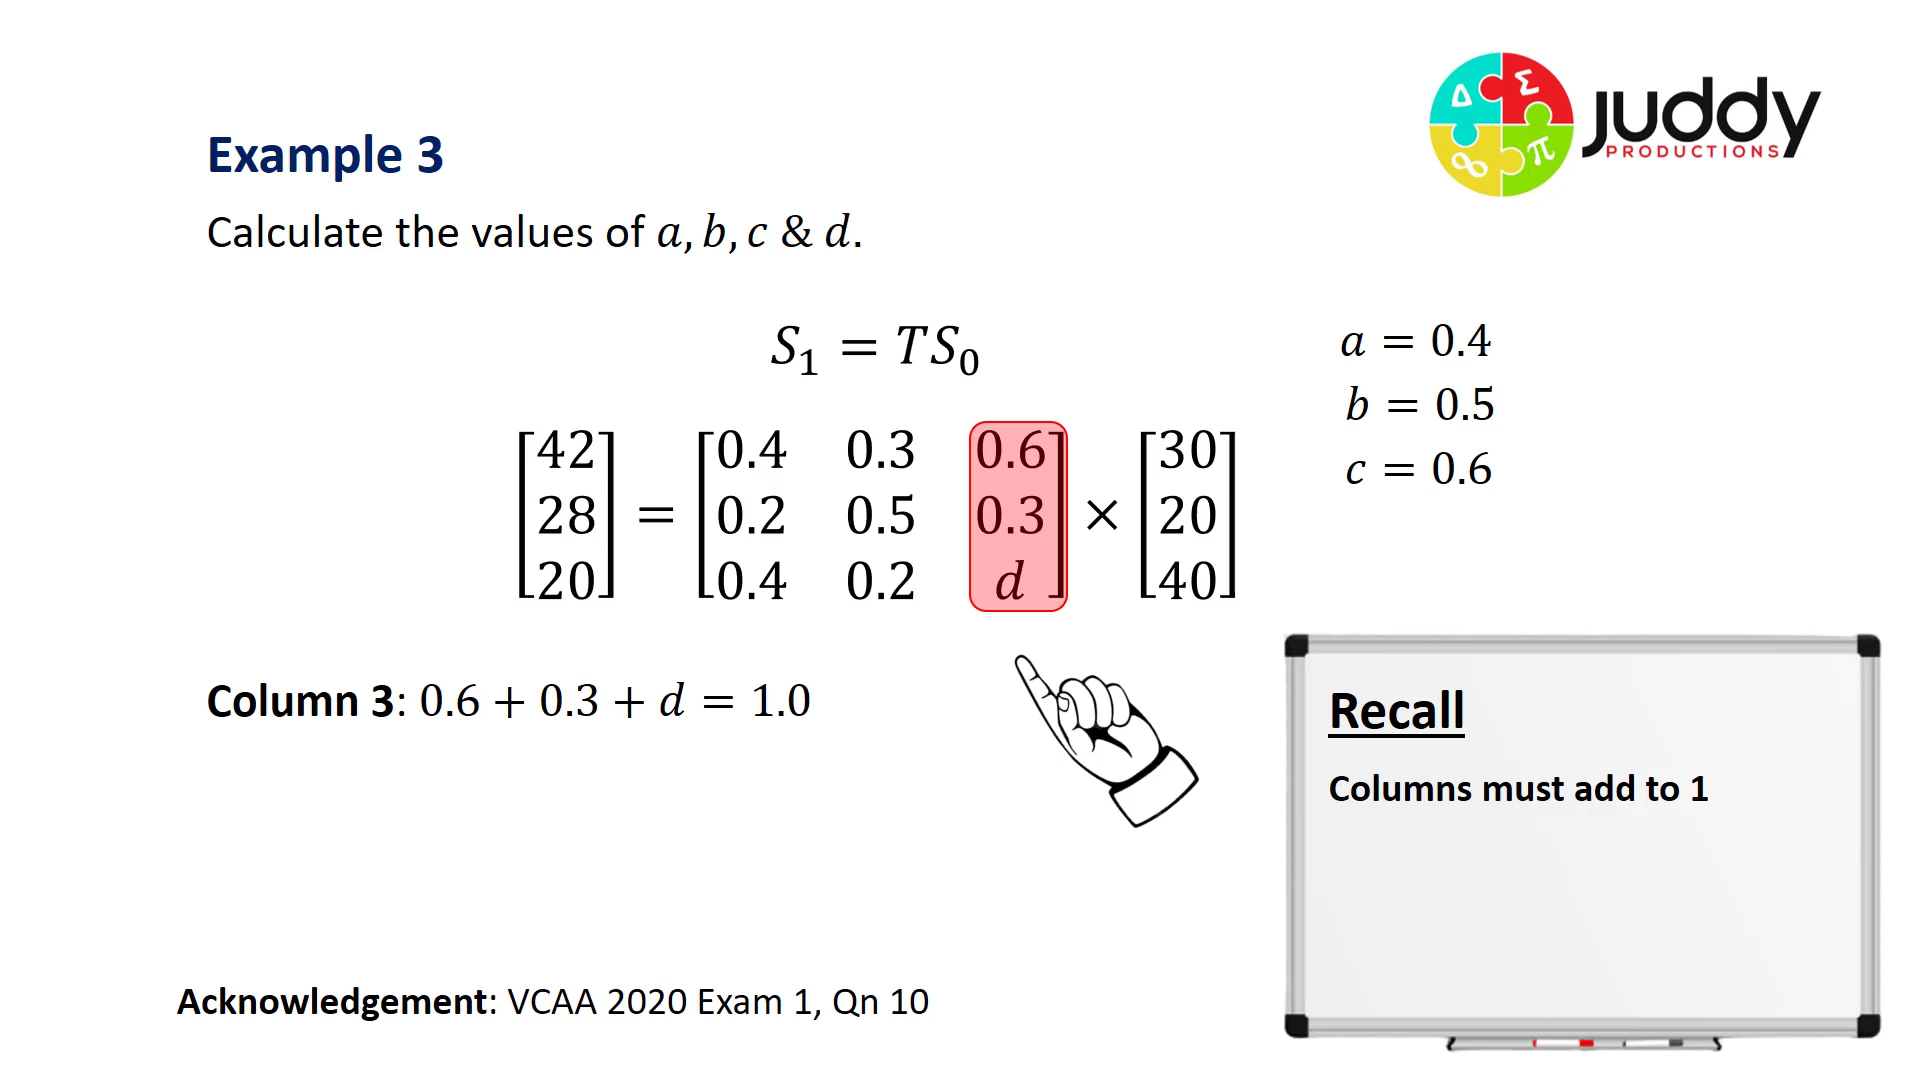 juddy
PRODUCTIONS
Δ Σ
∞ π
Example 3
Calculate the values of a, b, c & d.
S₁ = TS₀
[42 28 20] = [0.4 0.3 0.6
0.2 0.5 0.3
0.4 0.2 d] × [30 20 40]
a = 0.4
b = 0.5
c = 0.6
Column 3: 0.6 + 0.3 + d = 1.0
Recall
Columns must add to 1
Acknowledgement: VCAA 2020 Exam 1, Qn 10